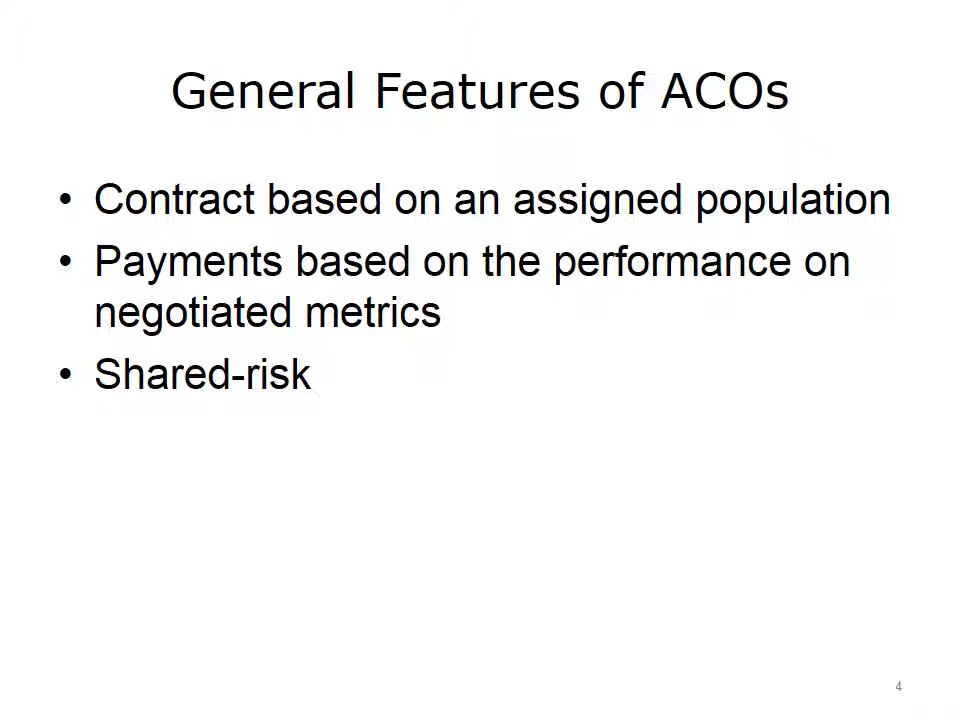 General Features of ACOs
• Contract based on an assigned population
• Payments based on the performance on
negotiated metrics
• Shared-risk
4